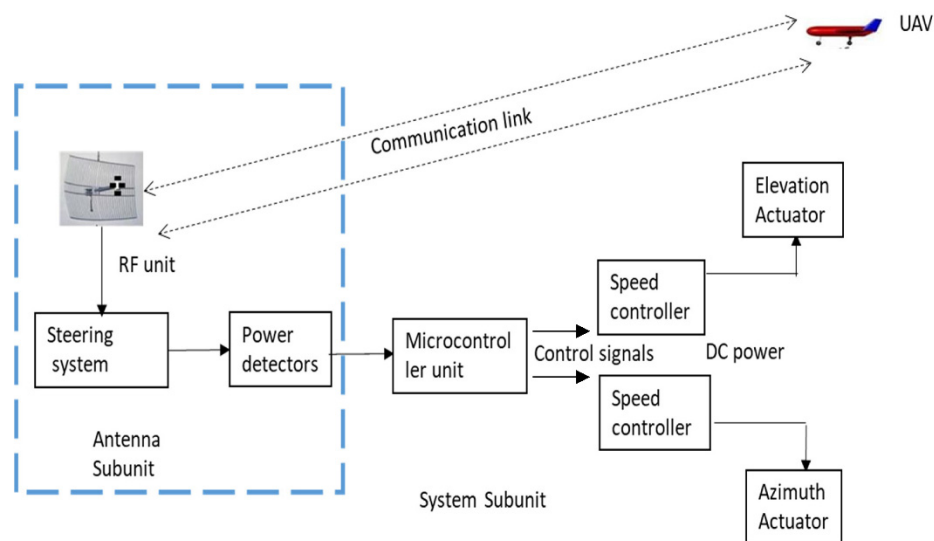 UAV
Communication link
Elevation
Actuator
RF unit
Speed
controller
Steering
system
Power
detectors
Microcontrol
ler unit
Control signals
DC power
Speed
controller
Antenna
Subunit
System Subunit
Azimuth
Actuator